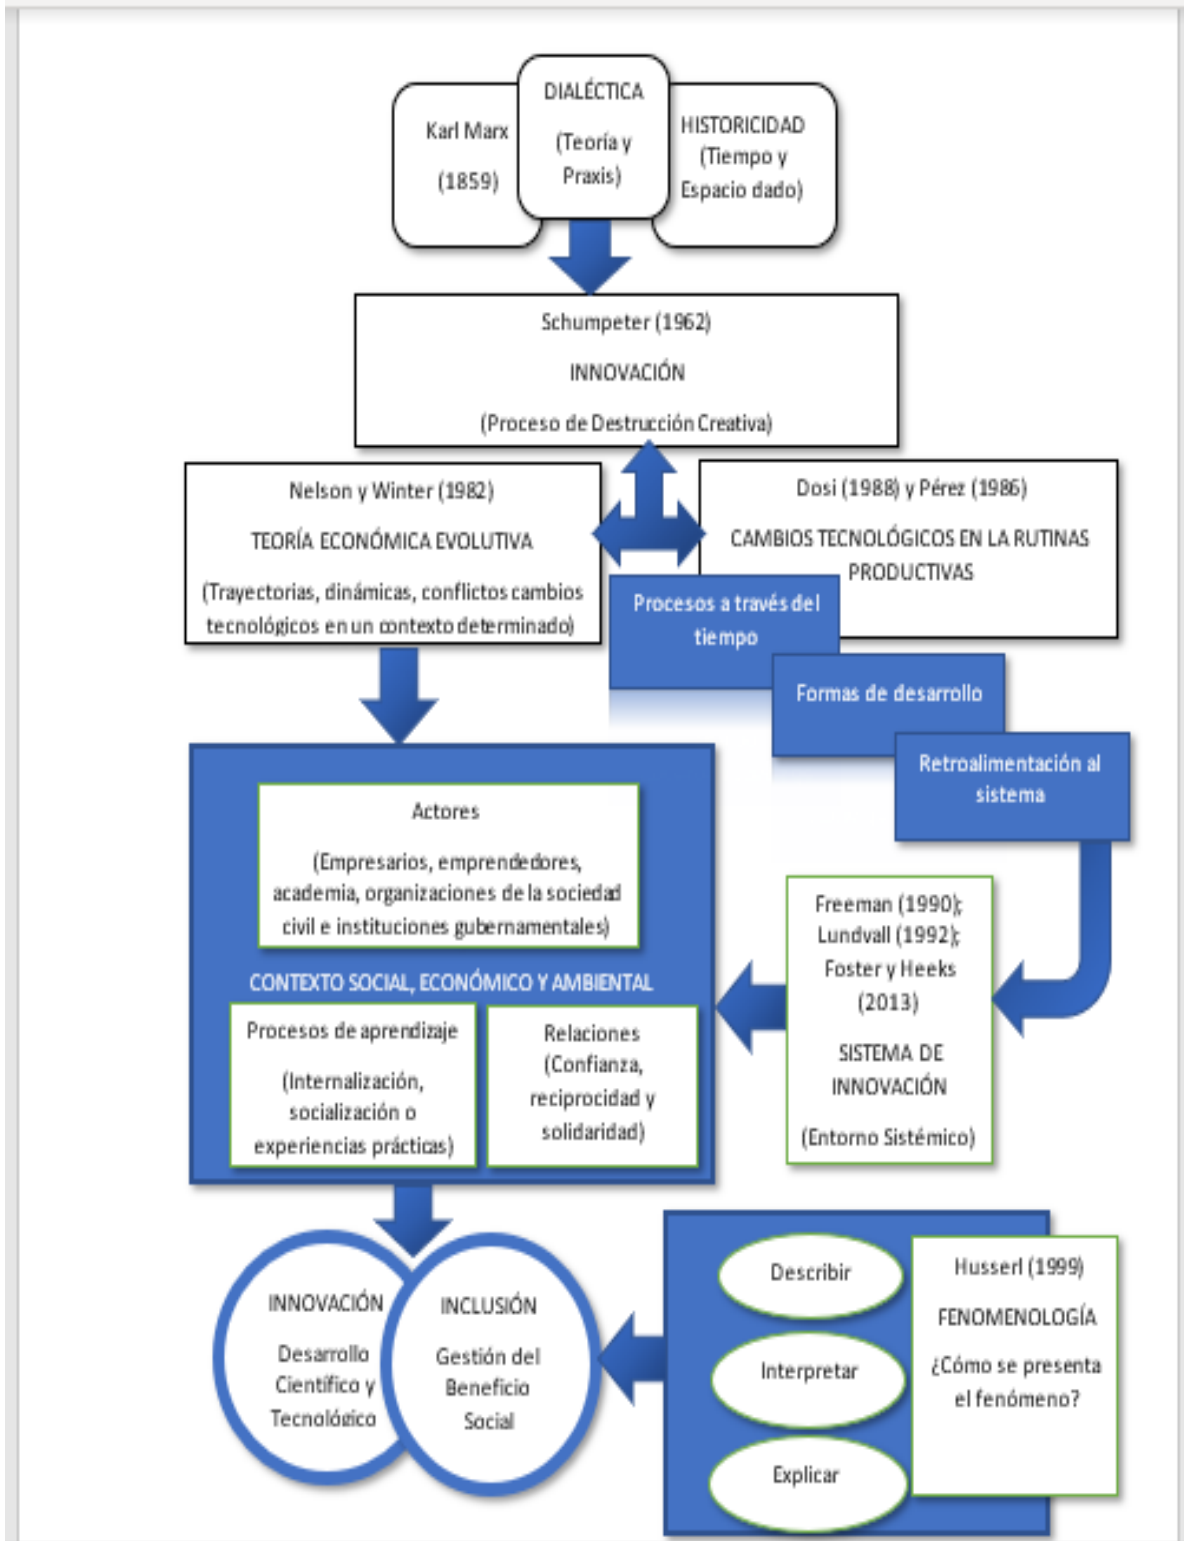 Karl Marx
(1859)
DIALÉCTICA
(Teoría y
Praxis)
HISTORICIDAD
(Tiempo y
Espacio dado)
Schumpeter (1962)
INNOVACIÓN
(Proceso de Destrucción Creativa)
Nelson y Winter (1982)
TEORÍA ECONÓMICA EVOLUTIVA
(Trayectorias, dinámicas, conflictos cambios
tecnológicos en un contexto determinado)
Dosi (1988) y Pérez (1986)
CAMBIOS TECNOLÓGICOS EN LA RUTINAS
PRODUCTIVAS
Procesos a través del
tiempo
Formas de desarrollo
Retroalimentación al
sistema
Actores
(Empresarios, emprendedores,
academia, organizaciones de la sociedad
civil e instituciones gubernamentales)
CONTEXTO SOCIAL, ECONÓMICO Y AMBIENTAL
Procesos de aprendizaje
(Internalización,
socialización o
experiencias prácticas)
Relaciones
(Confianza,
reciprocidad y
solidaridad)
Freeman (1990);
Lundvall (1992);
Foster y Heeks
(2013)
SISTEMA DE
INNOVACIÓN
(Entorno Sistémico)
INNOVACIÓN
Desarrollo
Científico y
Tecnológico
INCLUSIÓN
Gestión del
Beneficio
Social
Describir
Interpretar
Explicar
Husserl (1999)
FENOMENOLOGÍA
¿Cómo se presenta
el fenómeno?